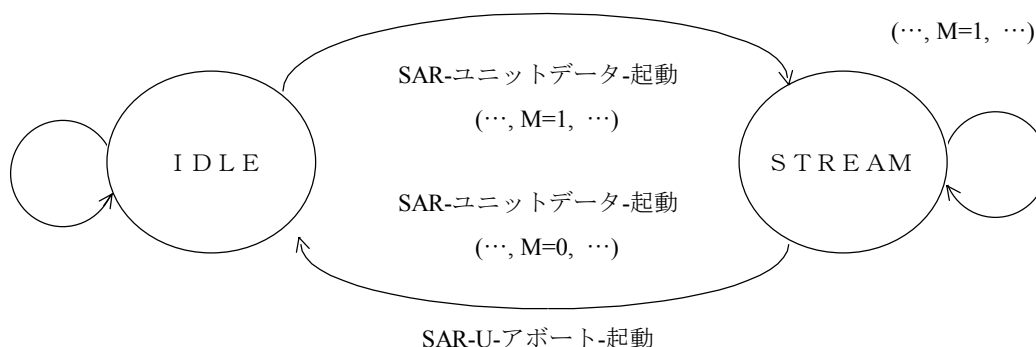 (⋯, M=1, ⋯)
SAR-ユニットデータ-起動
(⋯, M=1, ⋯)
ＩＤＬＥ
ＳＴＲＥＡＭ
SAR-ユニットデータ-起動
(⋯, M=0, ⋯)
SAR-U-アボート-起動